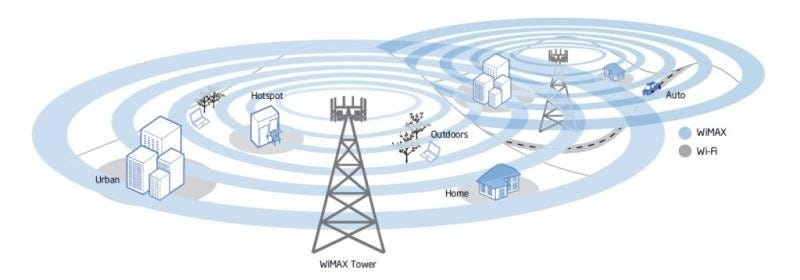 Hotspot
Auto
Outdoors
WiMAX
Wi-Fi
Urban
Home
WiMAX Tower